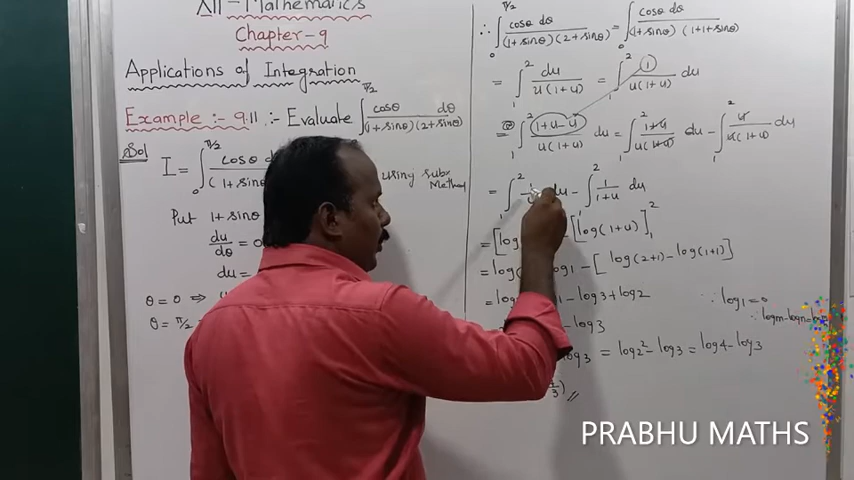 XII - Mathematics
Chapter-9
Applications of Integration
Example :- 9.11 :- Evaluate ∫₀^(π/2) cosθ dθ / (1+sinθ)(2+sinθ)
Sol I = ∫₀^(π/2) cosθ d / (1+sin using subs Method
Put 1+sinθ
du/dθ =
du =
θ = 0 ⇒
θ = π/2
∴ ∫₀^(π/2) cosθ dθ / (1+sinθ)(2+sinθ) = ∫₀ cosθ dθ / (1+sinθ)(1+1+sinθ)
= ∫₁² du / u(1+u) = ∫₁² 1 / u(1+u) du
= ∫₁² 1+u-u / u(1+u) du = ∫₁² 1+u / u(1+u) du - ∫₁² u / u(1+u) du
= ∫₁² du - ∫₁² 1/1+u du
= [log - [log(1+u)]₁²
= log log1 - [log(2+1) - log(1+1)]
= log 1 - log3 + log2 ∵ log1 = 0
- log3 ∵ logm - logn = log
log3 = log2² - log3 = log4 - log3
/3) //
PRABHU MATHS